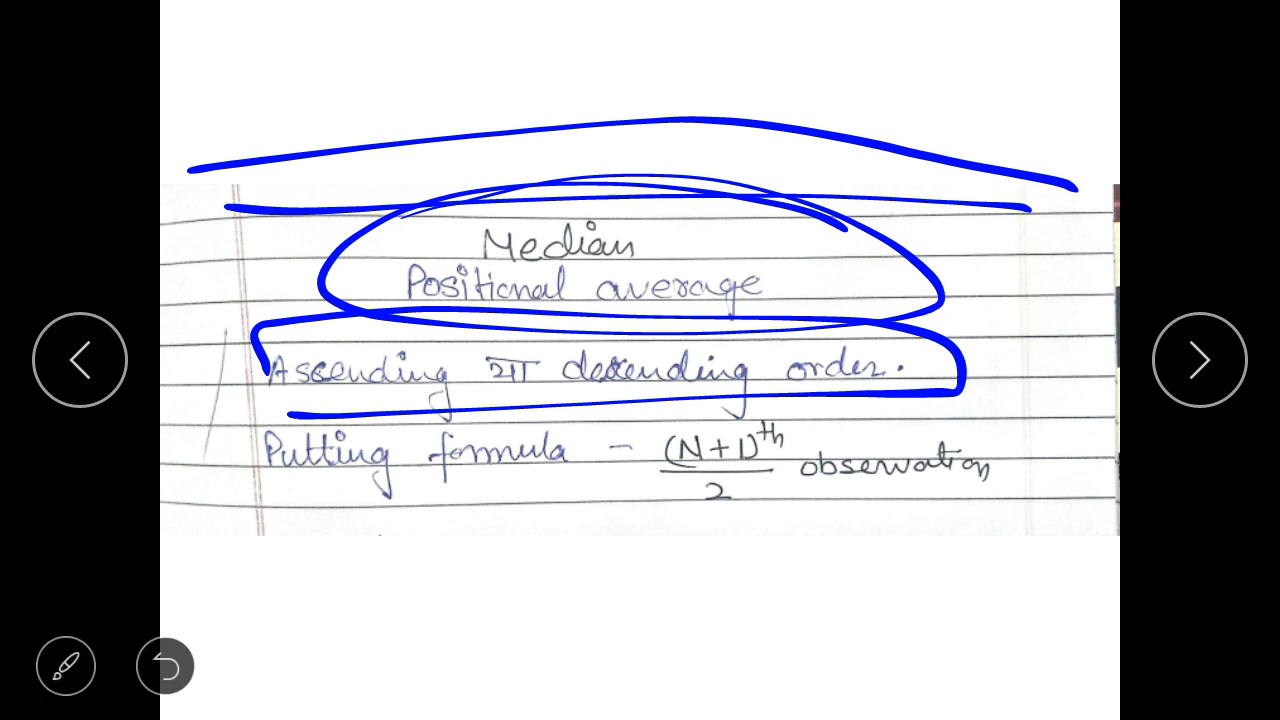 Median
Positional average
Ascending या descending order.
Putting formula - (N+1)th / 2 observation